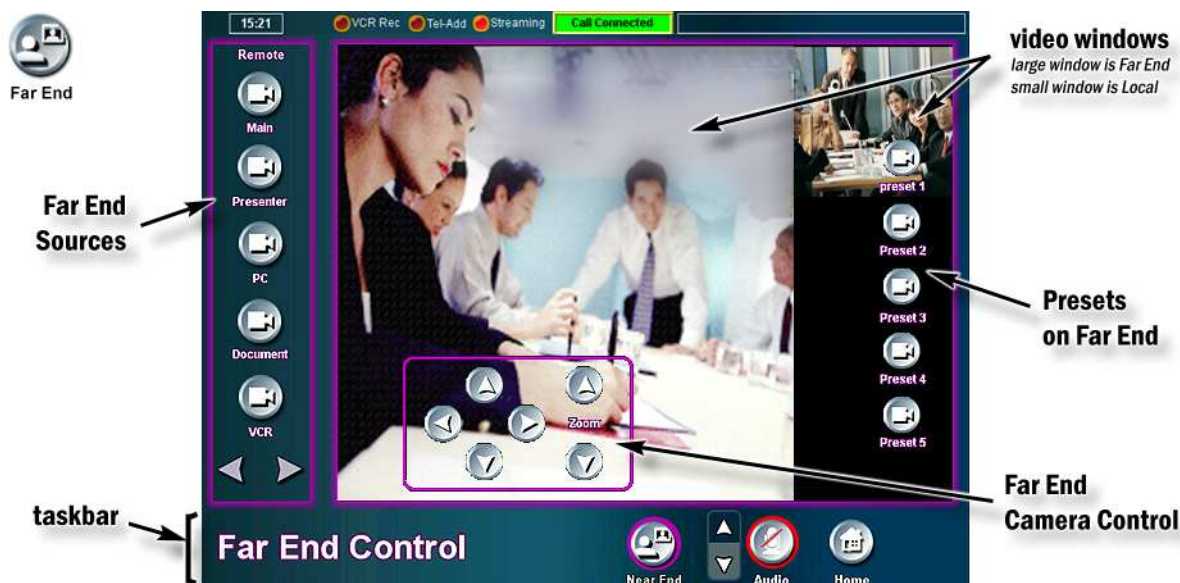 Far End
15:21
VCR Rec
Tel-Add
Streaming
Call Connected
Remote
Main
Presenter
PC
Document
VCR
preset 1
Preset 2
Preset 3
Preset 4
Preset 5
Zoom
Far End Control
Near End
Audio
Home
Far End
Sources
taskbar
video windows
large window is Far End
small window is Local
Presets
on Far End
Far End
Camera Control